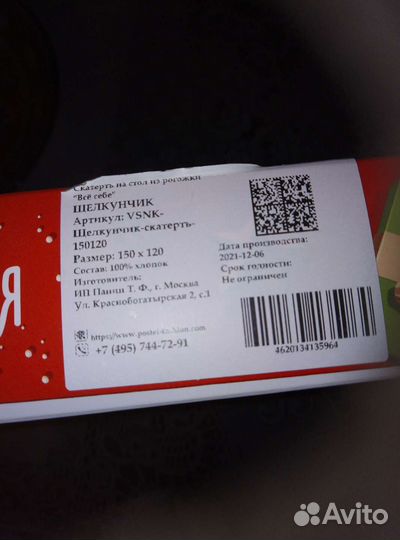 Скатерть на стол из рогожки
"Всё себе"
ЩЕЛКУНЧИК
Артикул: VSNK-
Щелкунчик-скатерть-
150120
Размер: 150 x 120
Состав: 100% хлопок
Изготовитель:
ИП Панци Т. Ф., г. Москва
Ул. Краснобогатырская 2, с.1
+7 (495) 744-72-91
Дата производства:
2021-12-06
Срок годности:
Не ограничен
4620134135964
Я
Avito